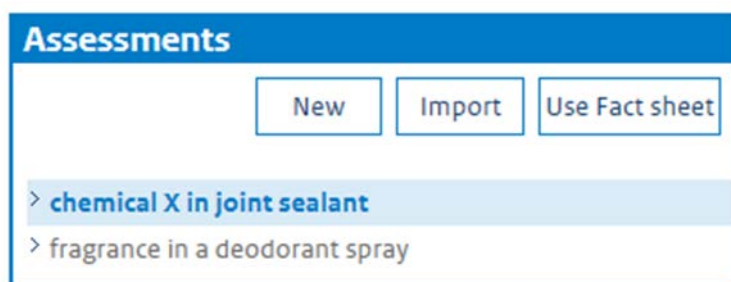 Assessments
New Import Use Fact sheet
> chemical X in joint sealant
> fragrance in a deodorant spray